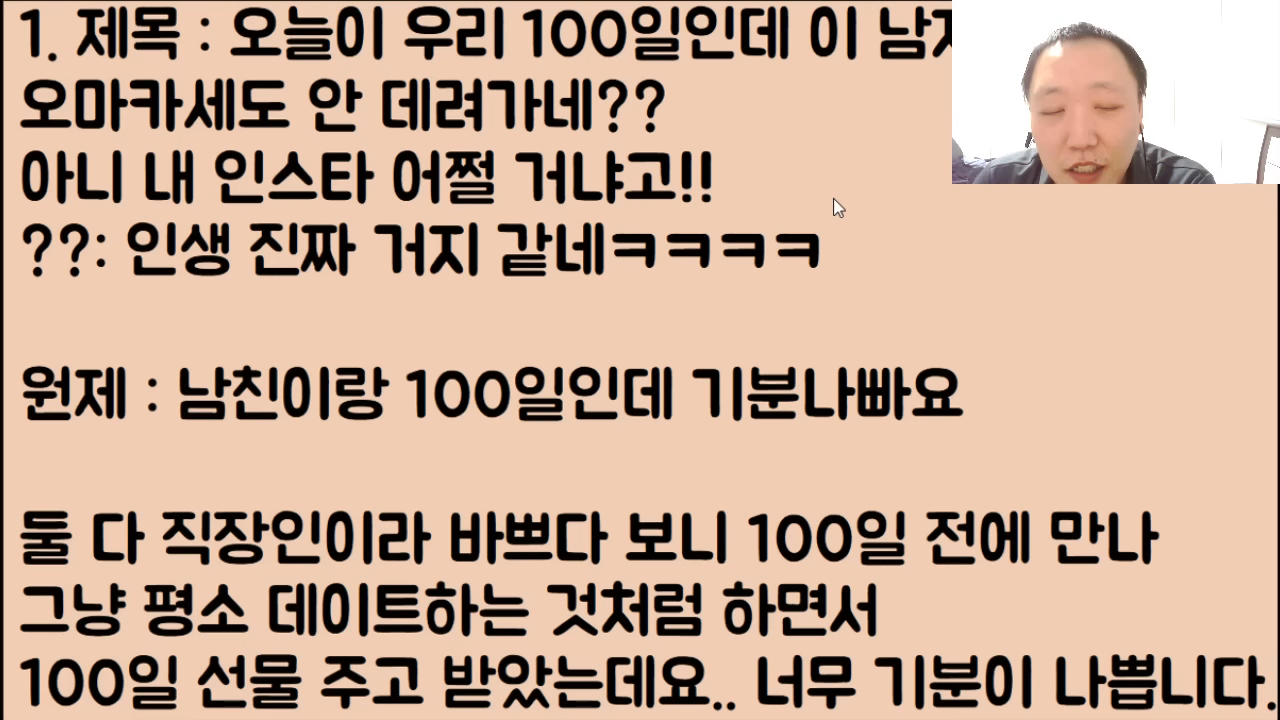 1. 제목 : 오늘이 우리 100일인데 이
오마카세도 안 데려가네??
아니 내 인스타 어쩔 거냐고!!
??: 인생 진짜 거지 같네ㅋㅋㅋㅋ
원제 : 남친이랑 100일인데 기분나빠요
둘 다 직장인이라 바쁘다 보니 100일 전에 만나
그냥 평소 데이트하는 것처럼 하면서
100일 선물 주고 받았는데요.. 너무 기분이 나쁩니다.